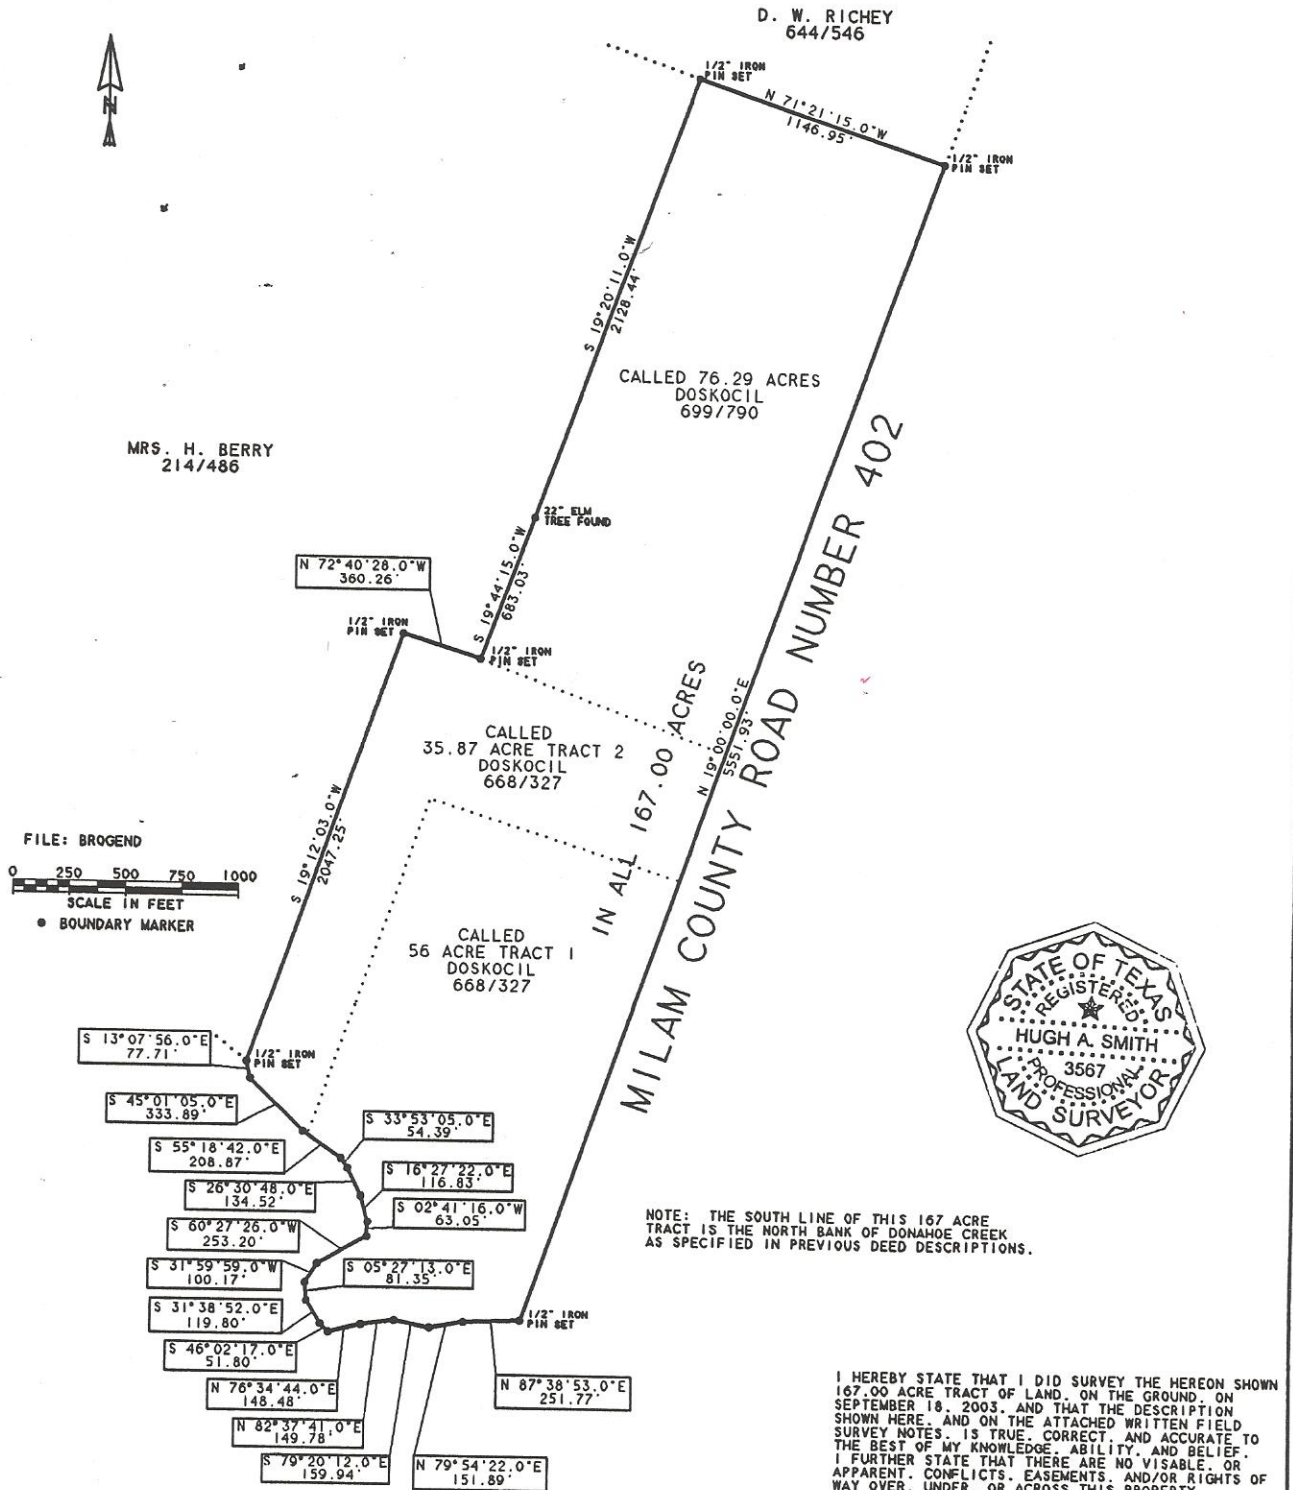 D. W. RICHEY
644/546
N
1/2" IRON
PIN SET
N 71°21'15.0"W
1146.95'
1/2" IRON
PIN SET
S 19°20'11.0"W
2128.44'
CALLED 76.29 ACRES
DOSKOCIL
699/790
MRS. H. BERRY
214/486
22" ELM
TREE FOUND
N 72°40'28.0"W
360.26'
S 19°44'15.0"W
683.03'
1/2" IRON
PIN SET
1/2" IRON
PIN SET
MILAM COUNTY ROAD NUMBER 402
N 19°00'00.0"E
5551.93'
IN ALL 167.00 ACRES
CALLED
35.87 ACRE TRACT 2
DOSKOCIL
668/327
S 19°12'03.0"W
2047.25'
FILE: BROGEND
0 250 500 750 1000
SCALE IN FEET
BOUNDARY MARKER
CALLED
56 ACRE TRACT 1
DOSKOCIL
668/327
STATE OF TEXAS
REGISTERED
HUGH A. SMITH
3567
PROFESSIONAL
LAND SURVEYOR
S 13°07'56.0"E
77.71'
1/2" IRON
PIN SET
S 45°01'05.0"E
333.89'
S 33°53'05.0"E
54.39'
S 55°18'42.0"E
208.87'
S 16°27'22.0"E
116.83'
S 26°30'48.0"E
134.52'
S 02°41'16.0"W
63.05'
S 60°27'26.0"W
253.20'
S 31°59'59.0"W
100.17'
S 05°27'13.0"E
81.35'
S 31°38'52.0"E
119.80'
S 46°02'17.0"E
51.80'
1/2" IRON
PIN SET
N 76°34'44.0"E
148.48'
N 87°38'53.0"E
251.77'
N 82°37'41.0"E
149.78'
S 79°20'12.0"E
159.94'
N 79°54'22.0"E
151.89'
NOTE: THE SOUTH LINE OF THIS 167 ACRE
TRACT IS THE NORTH BANK OF DONAHOE CREEK
AS SPECIFIED IN PREVIOUS DEED DESCRIPTIONS.
I HEREBY STATE THAT I DID SURVEY THE HEREON SHOWN
167.00 ACRE TRACT OF LAND, ON THE GROUND, ON
SEPTEMBER 18, 2003, AND THAT THE DESCRIPTION
SHOWN HERE, AND ON THE ATTACHED WRITTEN FIELD
SURVEY NOTES, IS TRUE, CORRECT, AND ACCURATE TO
THE BEST OF MY KNOWLEDGE, ABILITY, AND BELIEF.
I FURTHER STATE THAT THERE ARE NO VISABLE, OR
APPARENT, CONFLICTS, EASEMENTS, AND/OR RIGHTS OF
WAY OVER, UNDER, OR ACROSS THIS PROPERTY